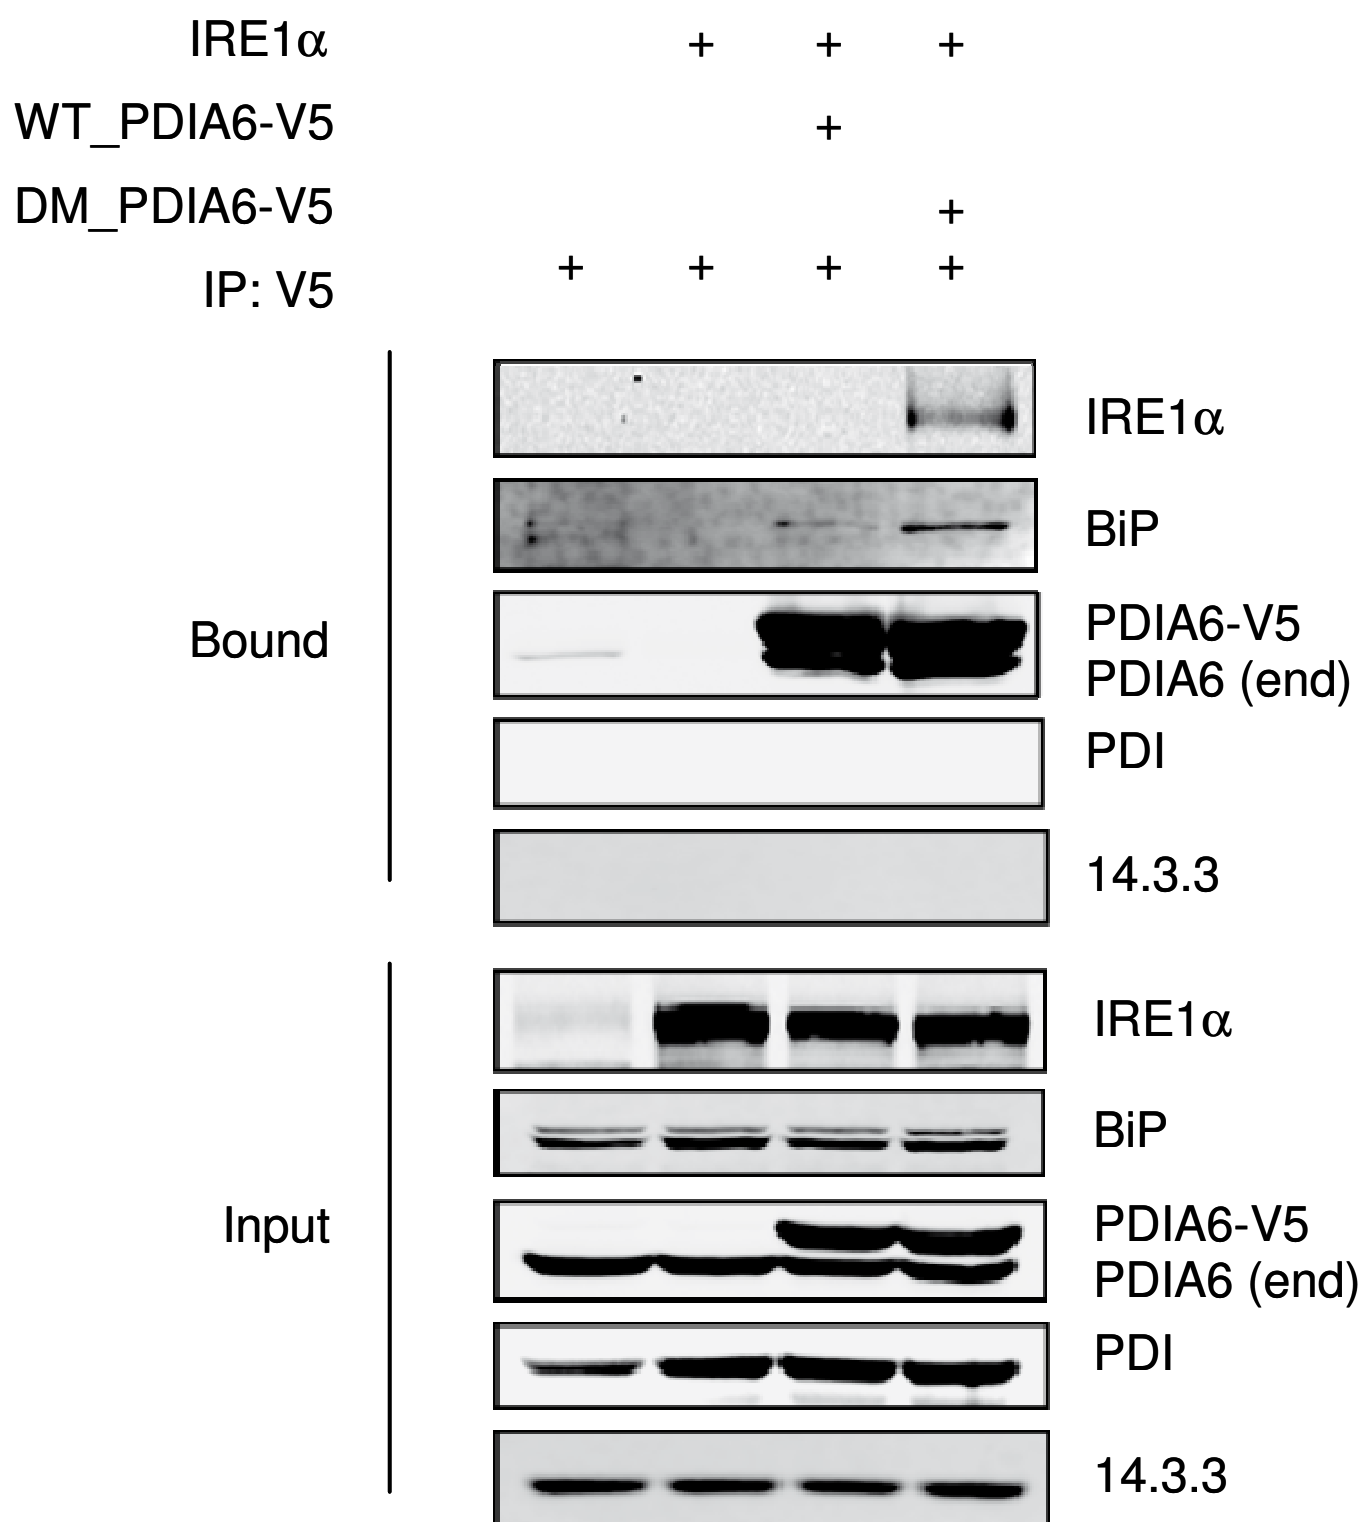 IRE1α + + +
WT_PDIA6-V5 +
DM_PDIA6-V5 +
IP: V5 + + + +
IRE1α
BiP
Bound
PDIA6-V5
PDIA6 (end)
PDI
14.3.3
IRE1α
BiP
Input
PDIA6-V5
PDIA6 (end)
PDI
14.3.3